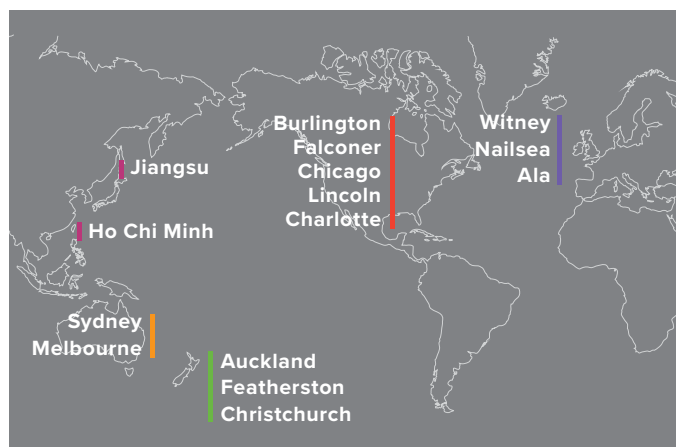 Burlington
Falconer
Chicago
Lincoln
Charlotte
Witney
Nailsea
Ala
Jiangsu
Ho Chi Minh
Sydney
Melbourne
Auckland
Featherston
Christchurch